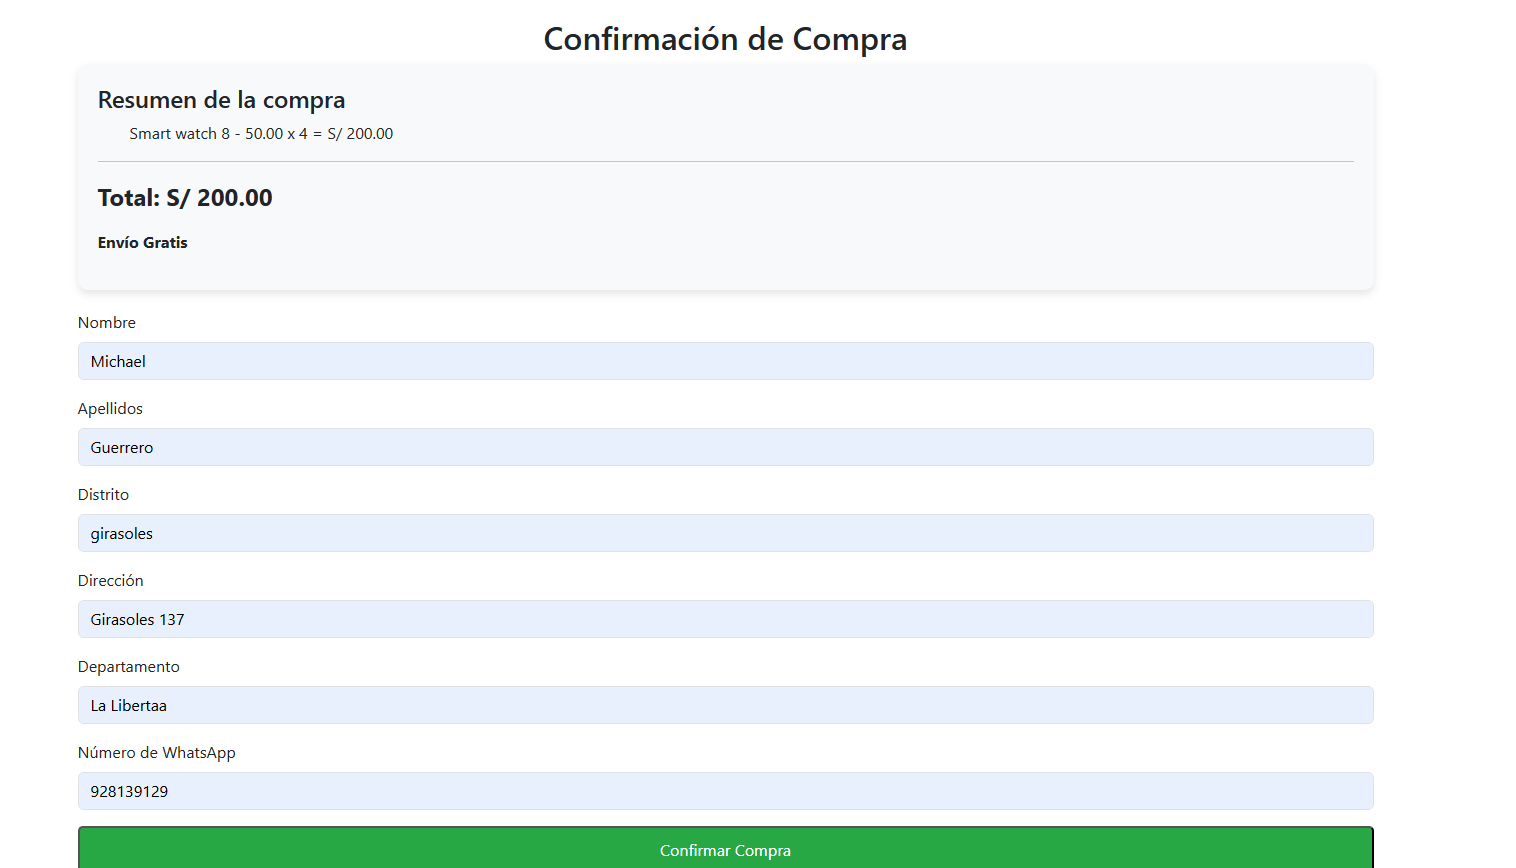 Confirmación de Compra
Resumen de la compra
Smart watch 8 - 50.00 x 4 = S/ 200.00
Total: S/ 200.00
Envío Gratis
Nombre
Michael
Apellidos
Guerrero
Distrito
girasoles
Dirección
Girasoles 137
Departamento
La Libertaa
Número de WhatsApp
928139129
Confirmar Compra